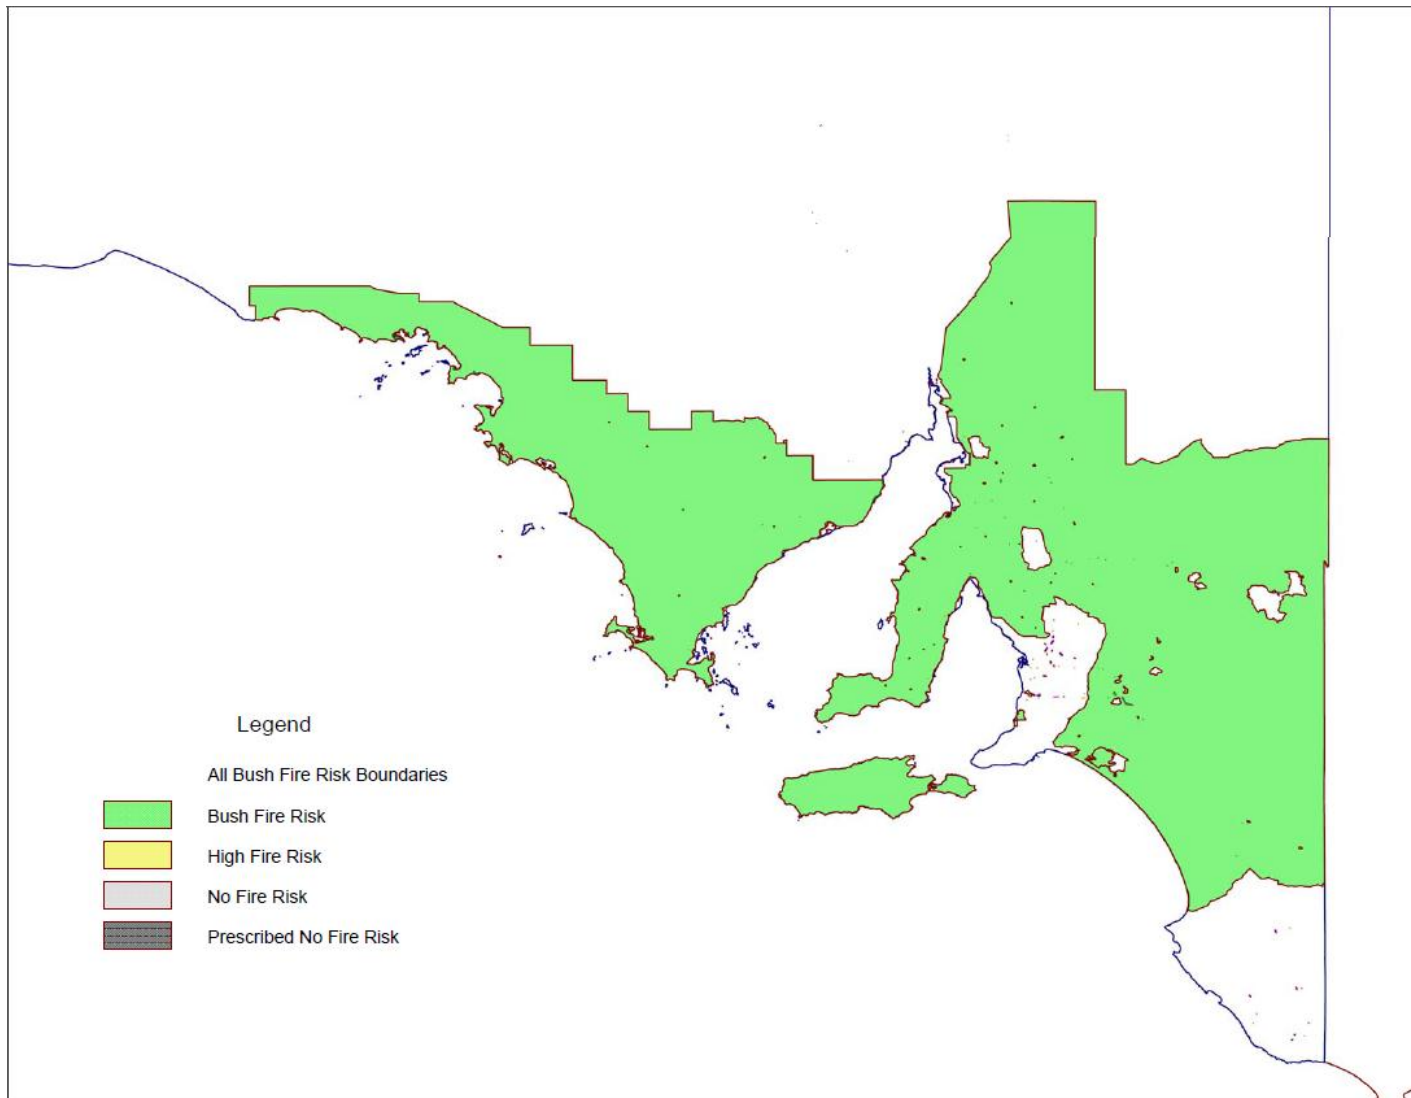 Legend
All Bush Fire Risk Boundaries
Bush Fire Risk
High Fire Risk
No Fire Risk
Prescribed No Fire Risk